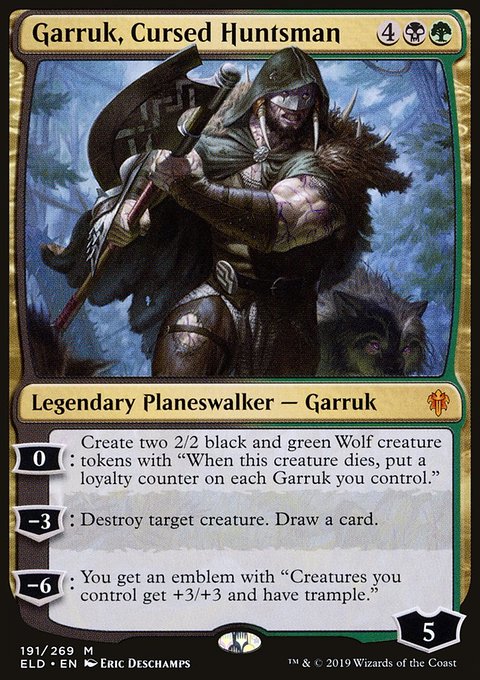 Garruk, Cursed Huntsman 4
Legendary Planeswalker — Garruk
0 : Create two 2/2 black and green Wolf creature
tokens with “When this creature dies, put a
loyalty counter on each Garruk you control.”
−3 : Destroy target creature. Draw a card.
−6 : You get an emblem with “Creatures you
control get +3/+3 and have trample.”
5
191/269 M
ELD • EN Eric Deschamps
™ & © 2019 Wizards of the Coast